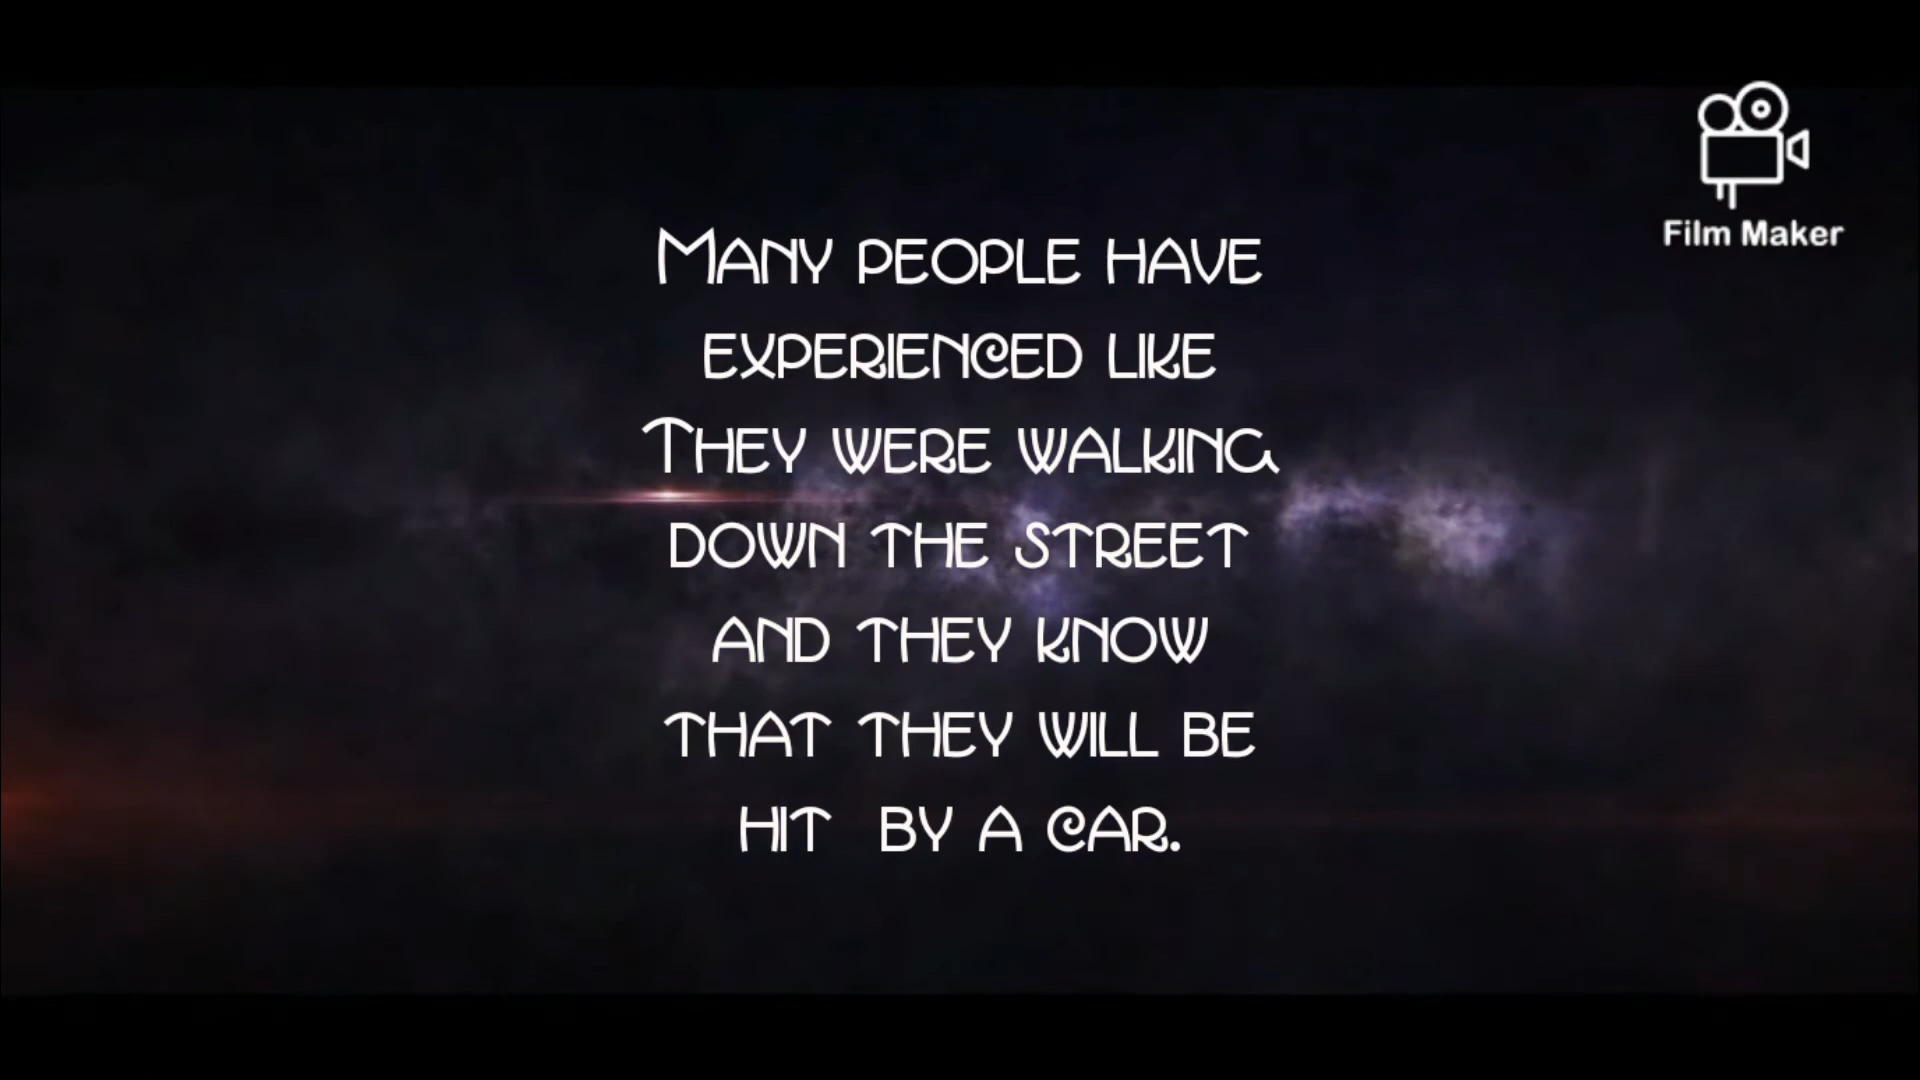 Film Maker
Many people have
experienced like
They were walking
down the street
and they know
that they will be
hit  by a car.